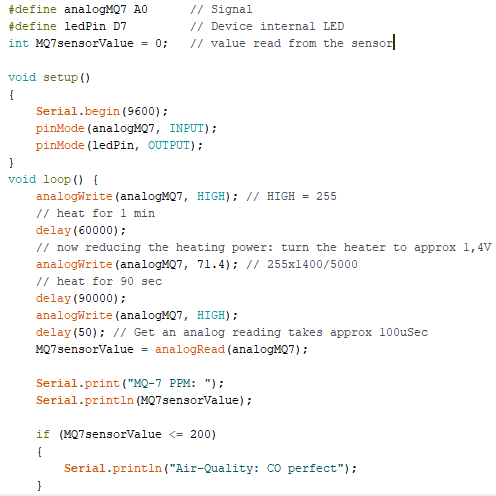 #define analogMQ7 A0      // Signal
#define ledPin D7         // Device internal LED
int MQ7sensorValue = 0;   // value read from the sensor

void setup()
{
    Serial.begin(9600);
    pinMode(analogMQ7, INPUT);
    pinMode(ledPin, OUTPUT);
}
void loop() {
    analogWrite(analogMQ7, HIGH); // HIGH = 255
    // heat for 1 min
    delay(60000);
    // now reducing the heating power: turn the heater to approx 1,4V
    analogWrite(analogMQ7, 71.4); // 255x1400/5000
    // heat for 90 sec
    delay(90000);
    analogWrite(analogMQ7, HIGH);
    delay(50); // Get an analog reading takes approx 100uSec
    MQ7sensorValue = analogRead(analogMQ7);

    Serial.print("MQ-7 PPM: ");
    Serial.println(MQ7sensorValue);

    if (MQ7sensorValue <= 200)
    {
        Serial.println("Air-Quality: CO perfect");
    }